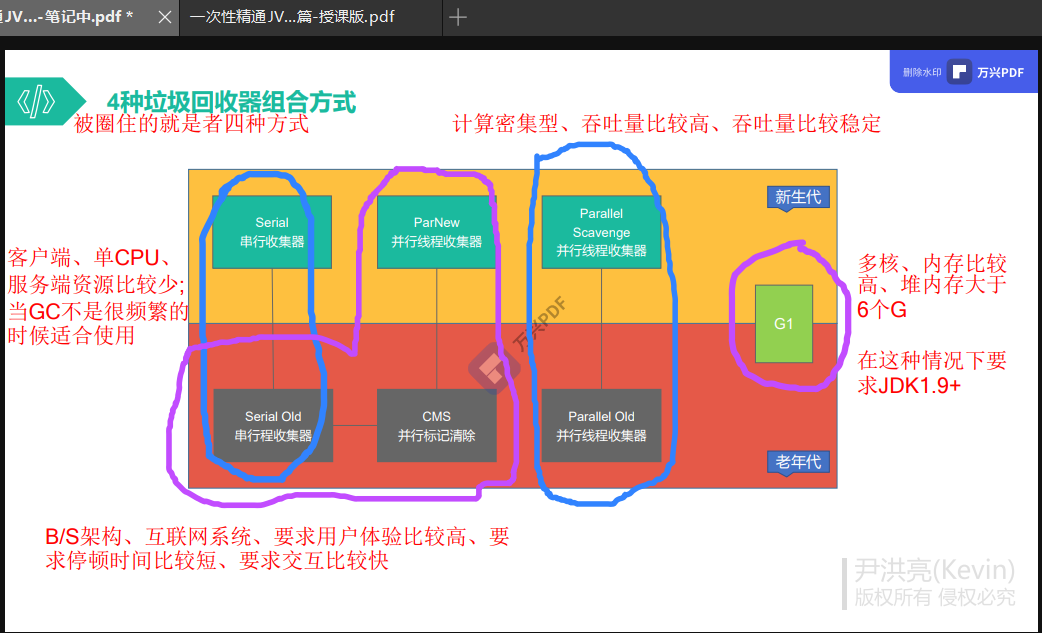 通JV...-笔记中.pdf *
一次性精通JV...篇-授课版.pdf
删除水印
万兴PDF
</>
4种垃圾回收器组合方式
被圈住的就是者四种方式
计算密集型、吞吐量比较高、吞吐量比较稳定
新生代
Serial
串行收集器
ParNew
并行线程收集器
Parallel
Scavenge
并行线程收集器
客户端、单CPU、
服务端资源比较少;
当GC不是很频繁的
时候适合使用
G1
多核、内存比较
高、堆内存大于
6个G
在这种情况下要
求JDK1.9+
万兴PDF
Serial Old
串行程收集器
CMS
并行标记清除
Parallel Old
并行线程收集器
老年代
B/S架构、互联网系统、要求用户体验比较高、要
求停顿时间比较短、要求交互比较快
尹洪亮(Kevin)
版权所有 侵权必究